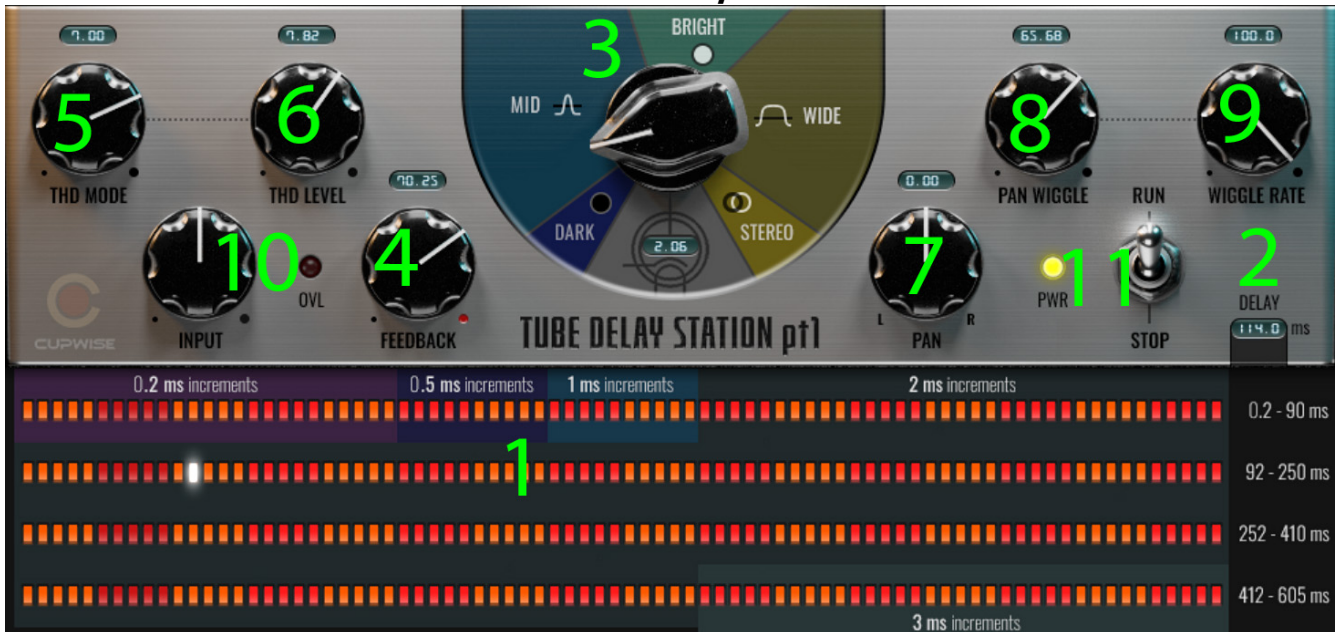 7.00
7.82
3
BRIGHT
65.68
100.0
MID
WIDE
5
6
8
9
THD MODE
THD LEVEL
70.25
0.00
PAN WIGGLE
RUN
WIGGLE RATE
DARK
STEREO
2.06
10
4
7
11
2
OVL
PWR
DELAY
114.0 ms
L
R
CUPWISE
INPUT
FEEDBACK
TUBE DELAY STATION pt1
PAN
STOP
0.2 ms increments
0.5 ms increments
1 ms increments
2 ms increments
0.2 - 90 ms
1
92 - 250 ms
252 - 410 ms
412 - 605 ms
3 ms increments